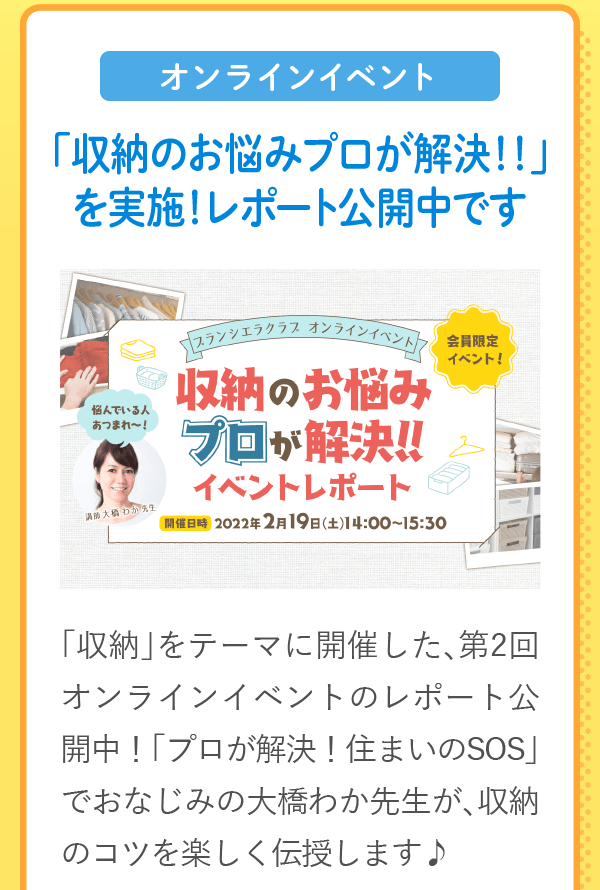 オンラインイベント
「収納のお悩みプロが解決!!」
を実施!レポート公開中です
ブランシエラクラブ オンラインイベント
会員限定
イベント!
収納のお悩み
プロが解決!!
イベントレポート
悩んでいる人
あつまれ〜!
講師 大橋 わか 先生
開催日時 2022年2月19日(土)14:00〜15:30
「収納」をテーマに開催した、第2回
オンラインイベントのレポート公
開中!「プロが解決!住まいのSOS」
でおなじみの大橋わか先生が、収納
のコツを楽しく伝授します♪